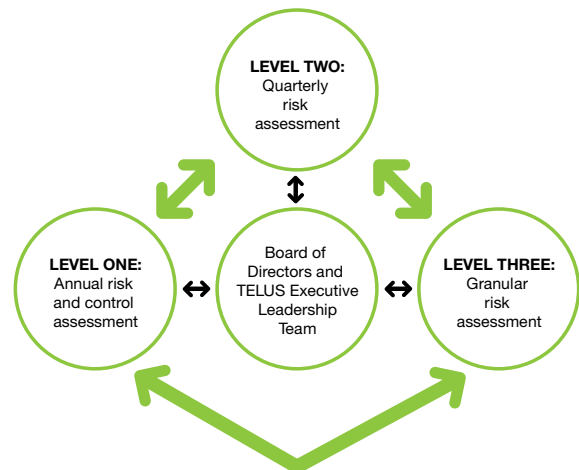 LEVEL TWO:
Quarterly
risk
assessment
LEVEL ONE:
Annual risk
and control
assessment
Board of
Directors and
TELUS Executive
Leadership
Team
LEVEL THREE:
Granular
risk
assessment